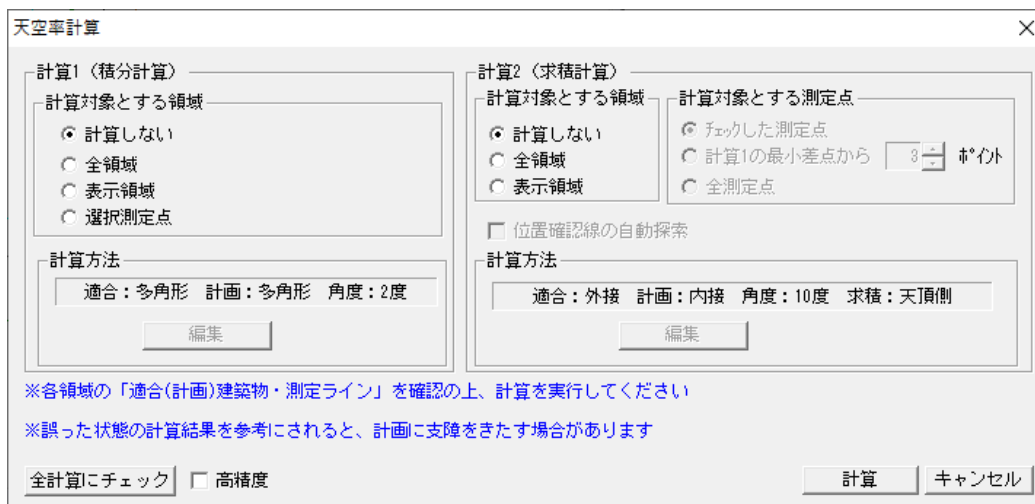 天空率計算
計算1（積分計算）
計算対象とする領域
計算しない
全領域
表示領域
選択測定点
計算方法
適合：多角形　計画：多角形　角度：2度
編集
計算2（求積計算）
計算対象とする領域
計算しない
全領域
表示領域
計算対象とする測定点
ﾁｪｯｸした測定点
計算1の最小差点から 3 ﾎﾟｲﾝﾄ
全測定点
位置確認線の自動探索
計算方法
適合：外接　計画：内接　角度：10度　求積：天頂側
編集
※各領域の「適合(計画)建築物・測定ライン」を確認の上、計算を実行してください
※誤った状態の計算結果を参考にされると、計画に支障をきたす場合があります
全計算にチェック 高精度 計算 キャンセル